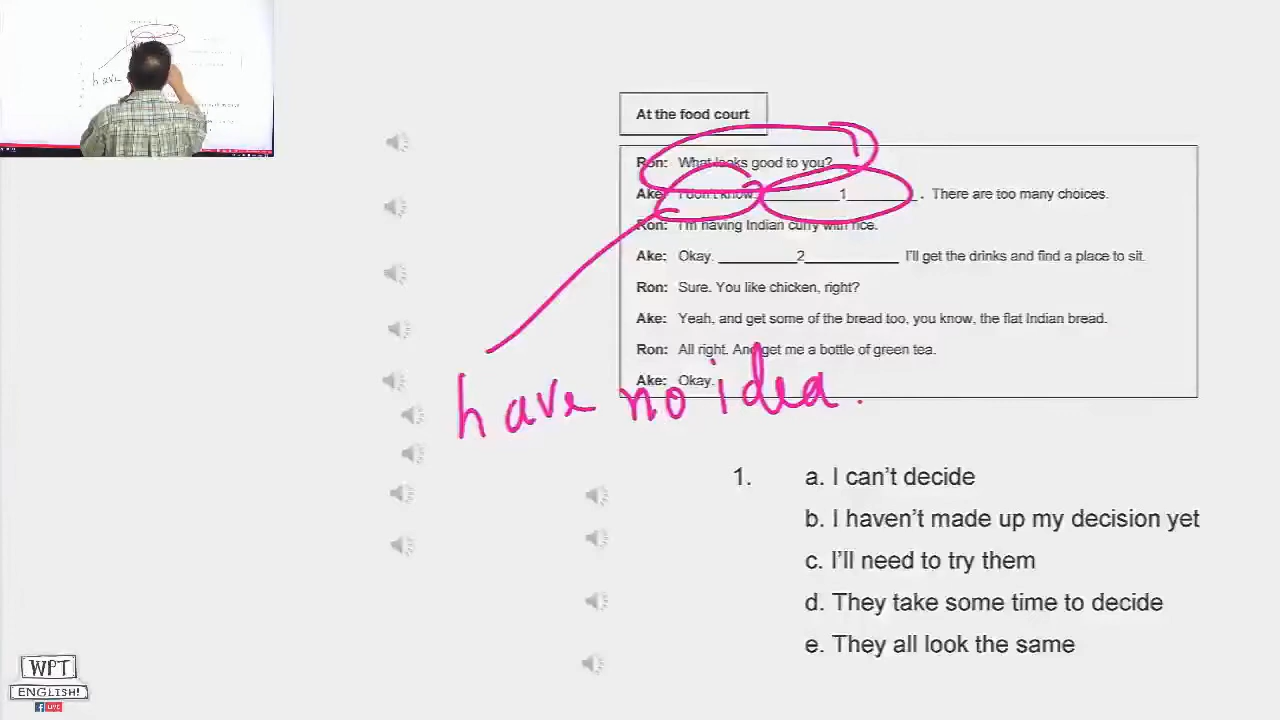 At the food court
Ron: What looks good to you?
Ake: I don't know. ________1________. There are too many choices.
Ron: I'm having Indian curry with rice.
Ake: Okay. ________2________ I'll get the drinks and find a place to sit.
Ron: Sure. You like chicken, right?
Ake: Yeah, and get some of the bread too, you know, the flat Indian bread.
Ron: All right. And get me a bottle of green tea.
Ake: Okay.
have no idea.
1. a. I can't decide
b. I haven't made up my decision yet
c. I'll need to try them
d. They take some time to decide
e. They all look the same
have
WPT
ENGLISH!
LIVE